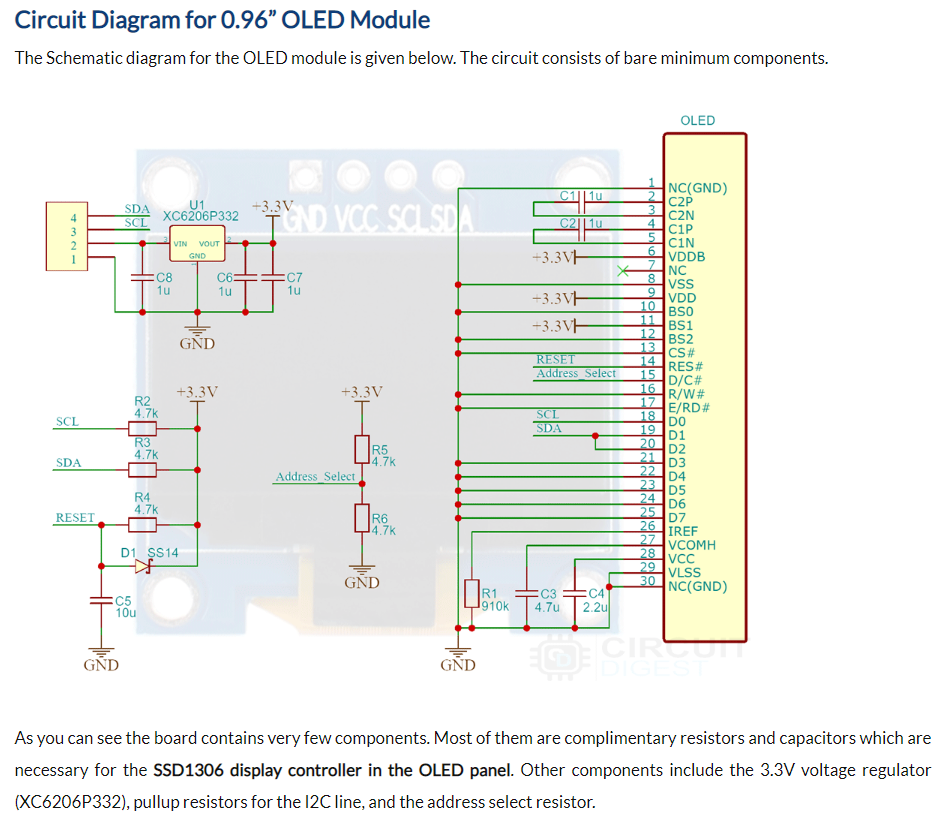 Circuit Diagram for 0.96” OLED Module
The Schematic diagram for the OLED module is given below. The circuit consists of bare minimum components.
OLED
GND VCC SCL SDA
4
3
2
1
SDA
SCL
U1
XC6206P332
3
VIN VOUT
2
GND
1
+3.3V
C8
1u
C6
1u
C7
1u
GND
+3.3V
R2
4.7k
SCL
R3
4.7k
SDA
R4
4.7k
RESET
D1 SS14
C5
10u
GND
+3.3V
R5
4.7k
Address_Select
R6
4.7k
GND
C1 1u
C2 1u
+3.3V
+3.3V
+3.3V
RESET
Address_Select
SCL
SDA
1 NC(GND)
2 C2P
3 C2N
4 C1P
5 C1N
6 VDDB
7 NC
8 VSS
9 VDD
10 BS0
11 BS1
12 BS2
13 CS#
14 RES#
15 D/C#
16 R/W#
17 E/RD#
18 D0
19 D1
20 D2
21 D3
22 D4
23 D5
24 D6
25 D7
26 IREF
27 VCOMH
28 VCC
29 VLSS
30 NC(GND)
R1
910k
C3
4.7u
C4
2.2u
GND
CIRCUIT
DIGEST
As you can see the board contains very few components. Most of them are complimentary resistors and capacitors which are
necessary for the SSD1306 display controller in the OLED panel. Other components include the 3.3V voltage regulator
(XC6206P332), pullup resistors for the I2C line, and the address select resistor.